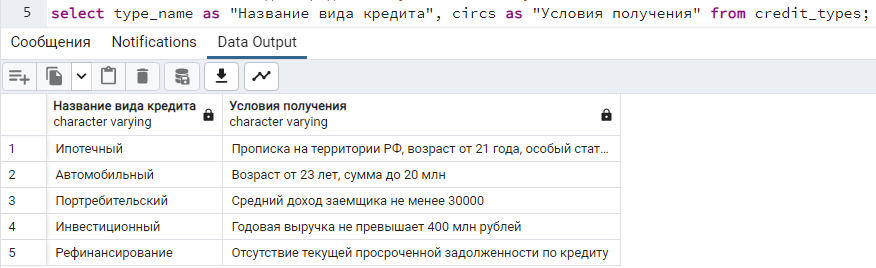 5 select type_name as "Название вида кредита", circs as "Условия получения" from credit_types;
Сообщения Notifications Data Output
Название вида кредита Условия получения
character varying character varying
1 Ипотечный Прописка на территории РФ, возраст от 21 года, особый стат...
2 Автомобильный Возраст от 23 лет, сумма до 20 млн
3 Портребительский Средний доход заемщика не менее 30000
4 Инвестиционный Годовая выручка не превышает 400 млн рублей
5 Рефинансирование Отсутствие текущей просроченной задолженности по кредиту